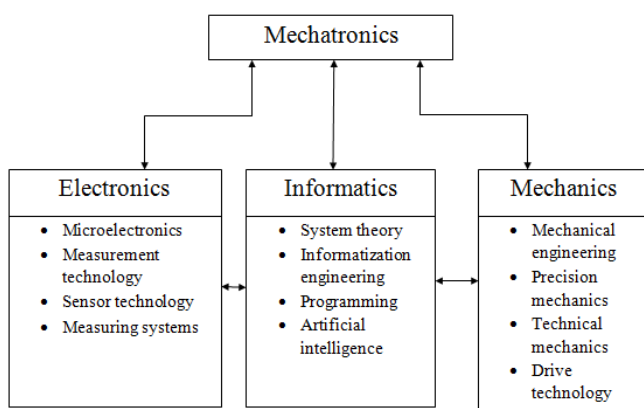 Mechatronics
Electronics
• Microelectronics
• Measurement
technology
• Sensor technology
• Measuring systems
Informatics
• System theory
• Informatization
engineering
• Programming
• Artificial
intelligence
Mechanics
• Mechanical
engineering
• Precision
mechanics
• Technical
mechanics
• Drive
technology